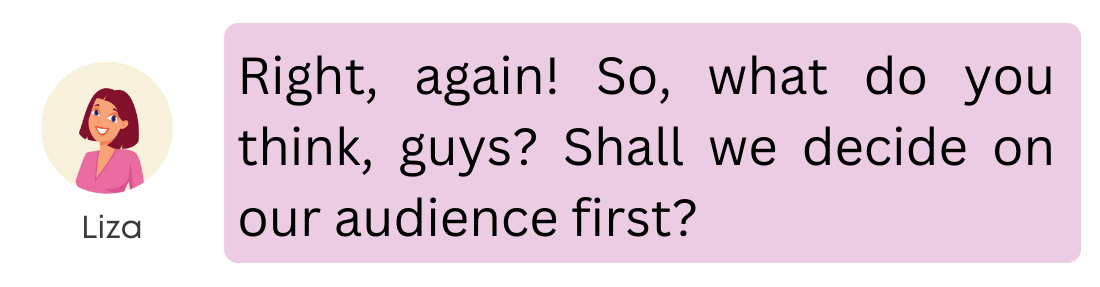 Right, again! So, what do you
think, guys? Shall we decide on
our audience first?
Liza